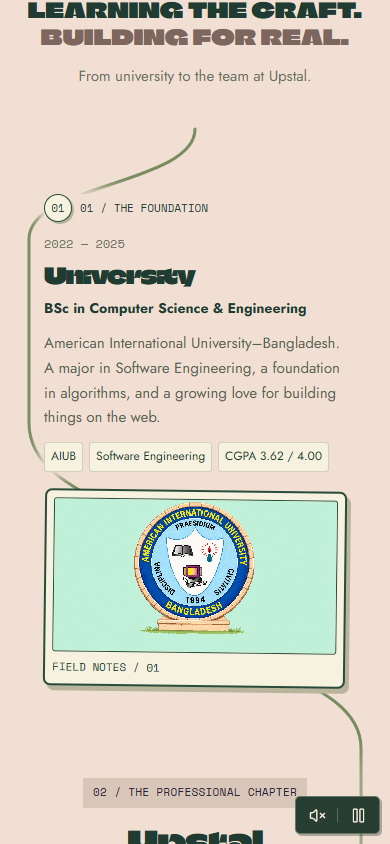 LEARNING THE CRAFT.
BUILDING FOR REAL.
From university to the team at Upstal.
01 01 / THE FOUNDATION
2022 — 2025
University
BSc in Computer Science & Engineering
American International University–Bangladesh.
A major in Software Engineering, a foundation
in algorithms, and a growing love for building
things on the web.
AIUB Software Engineering CGPA 3.62 / 4.00
AMERICAN INTERNATIONAL UNIVERSITY
PRAESIDIUM
DISCIPLINA
CIVITATIS
1994
BANGLADESH
FIELD NOTES / 01
02 / THE PROFESSIONAL CHAPTER
Upstal